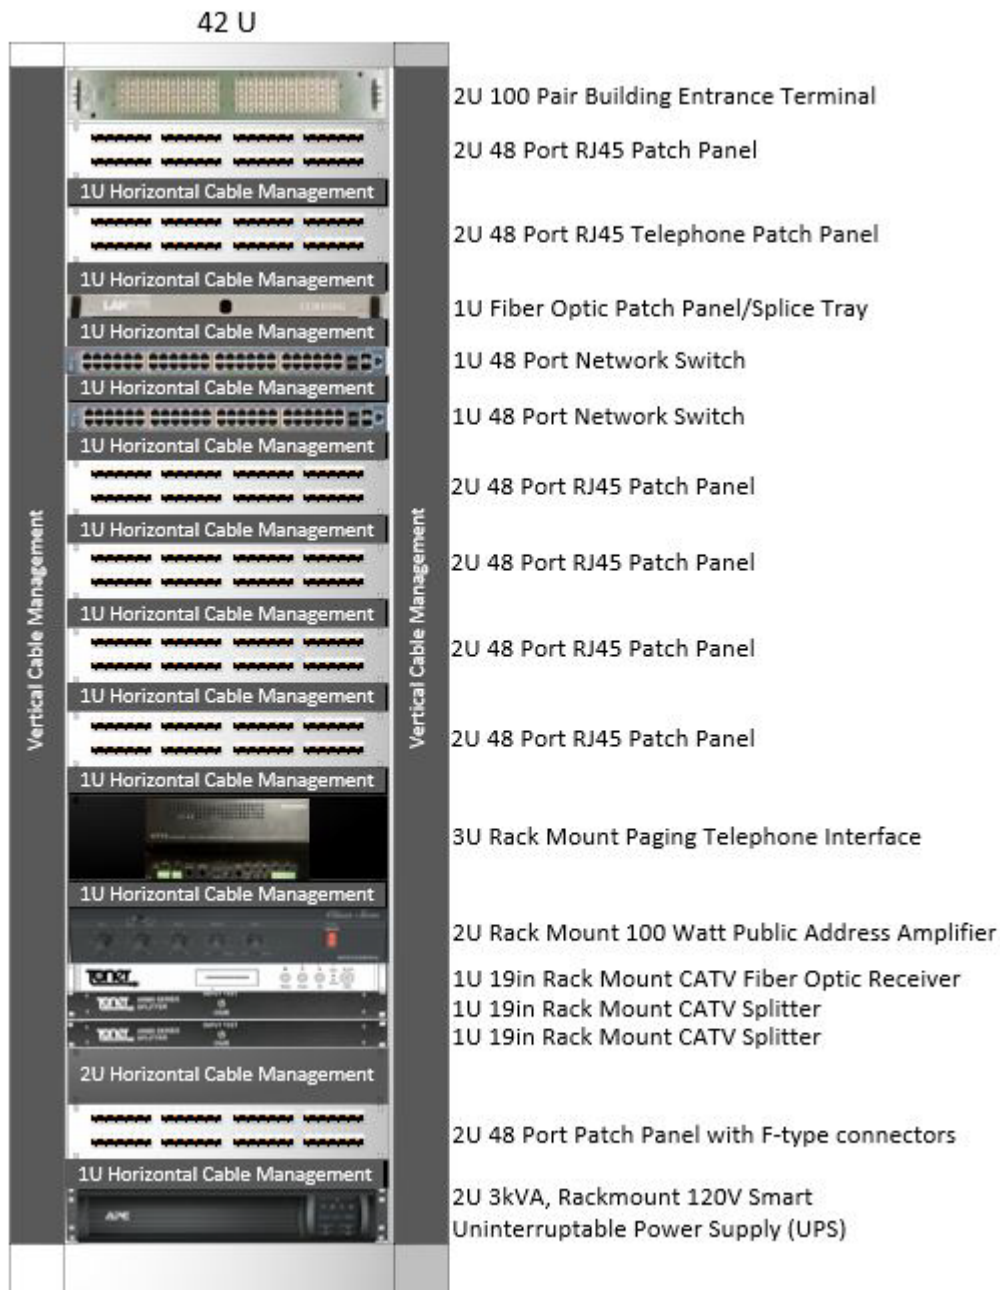 42 U
2U 100 Pair Building Entrance Terminal
2U 48 Port RJ45 Patch Panel
1U Horizontal Cable Management
2U 48 Port RJ45 Telephone Patch Panel
1U Horizontal Cable Management
1U Fiber Optic Patch Panel/Splice Tray
1U Horizontal Cable Management
1U 48 Port Network Switch
1U Horizontal Cable Management
1U 48 Port Network Switch
1U Horizontal Cable Management
2U 48 Port RJ45 Patch Panel
1U Horizontal Cable Management
2U 48 Port RJ45 Patch Panel
1U Horizontal Cable Management
2U 48 Port RJ45 Patch Panel
1U Horizontal Cable Management
2U 48 Port RJ45 Patch Panel
1U Horizontal Cable Management
Vertical Cable Management
Vertical Cable Management
3U Rack Mount Paging Telephone Interface
1U Horizontal Cable Management
2U Rack Mount 100 Watt Public Address Amplifier
Toner
1U 19in Rack Mount CATV Fiber Optic Receiver
Toner
INPUT TEST
1U 19in Rack Mount CATV Splitter
Toner
INPUT TEST
1U 19in Rack Mount CATV Splitter
2U Horizontal Cable Management
2U 48 Port Patch Panel with F-type connectors
1U Horizontal Cable Management
APC
2U 3kVA, Rackmount 120V Smart
Uninterruptable Power Supply (UPS)